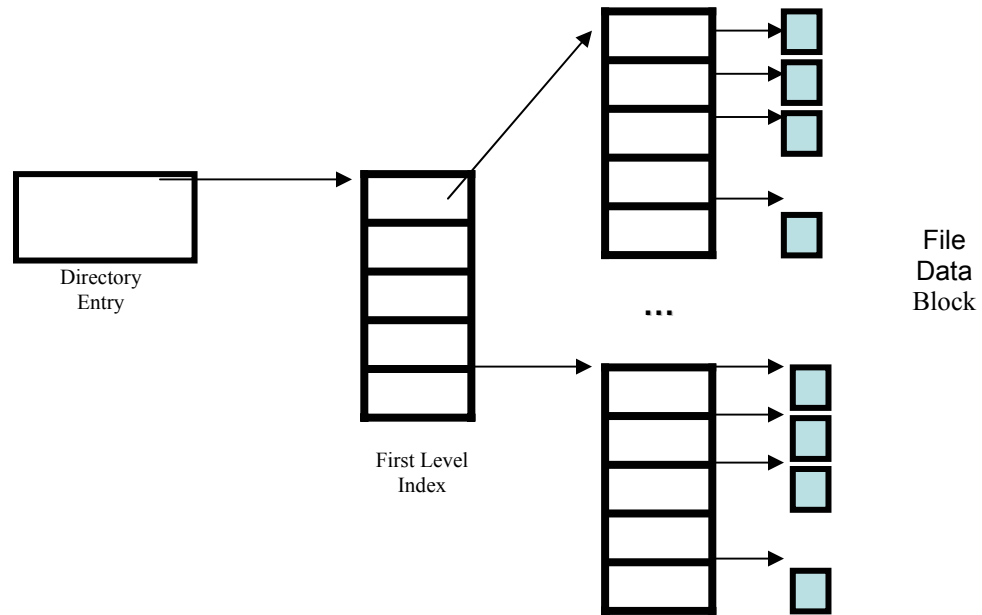 Directory
Entry
First Level
Index
...
File
Data
Block